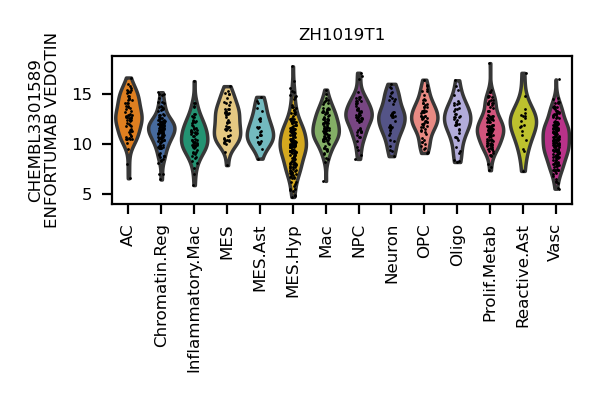 ZH1019T1
CHEMBL3301589
ENFORTUMAB VEDOTIN
15
10
5
AC
Chromatin.Reg
Inflammatory.Mac
MES
MES.Ast
MES.Hyp
Mac
NPC
Neuron
OPC
Oligo
Prolif.Metab
Reactive.Ast
Vasc